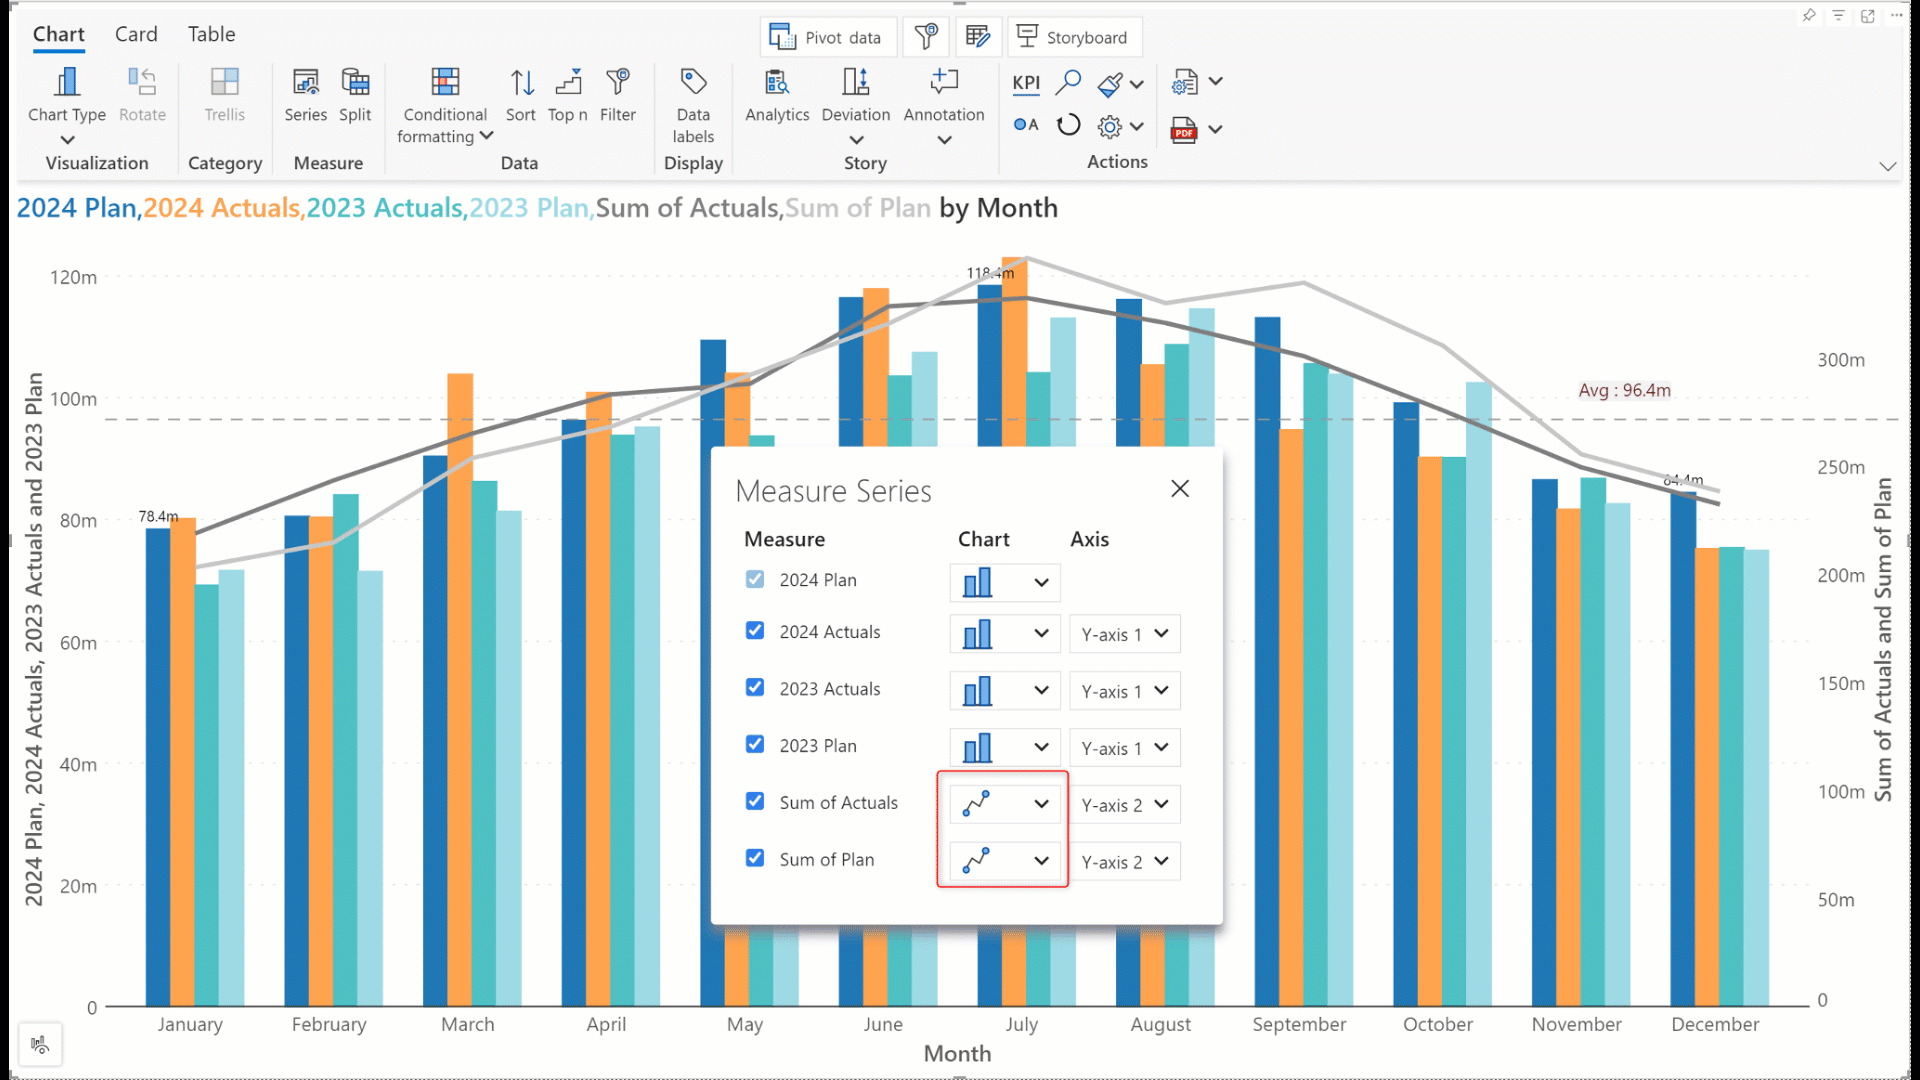 Chart Card Table
Pivot data Storyboard
Chart Type Rotate Trellis Series Split Conditional formatting Sort Top n Filter Data labels Analytics Deviation Annotation KPI
A PDF
Visualization Category Measure Data Display Story Actions
2024 Plan,2024 Actuals,2023 Actuals,2023 Plan,Sum of Actuals,Sum of Plan by Month
2024 Plan, 2024 Actuals, 2023 Actuals and 2023 Plan
120m
100m
80m
60m
40m
20m
0
78.4m
118.4m
84.4m
Avg : 96.4m
Measure Series
Measure Chart Axis
2024 Plan
2024 Actuals Y-axis 1
2023 Actuals Y-axis 1
2023 Plan Y-axis 1
Sum of Actuals Y-axis 2
Sum of Plan Y-axis 2
300m
250m
200m
150m
100m
50m
0
Sum of Actuals and Sum of Plan
January February March April May June July August September October November December
Month